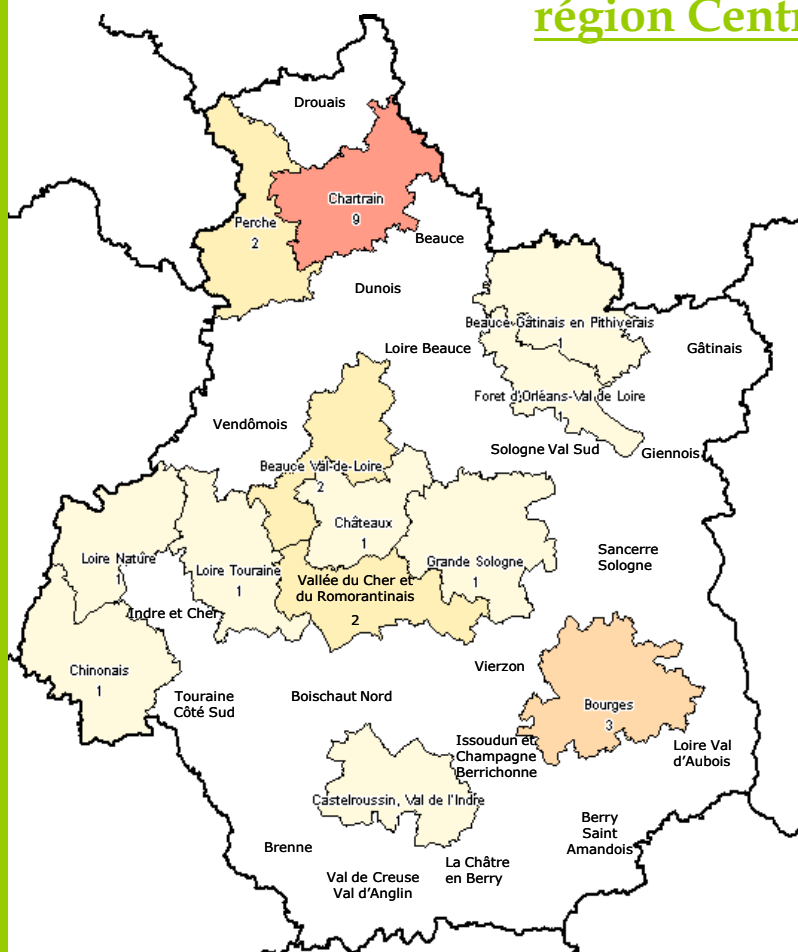 région Centr
Drouais
Chartrain
9
Perche
2
Beauce
Dunois
Beauce-Gâtinais en Pithiverais
1
Loire Beauce
Gâtinais
Foret d'Orléans-Val de Loire
1
Vendômois
Sologne Val Sud
Giennois
Beauce Val-de-Loire
2
Châteaux
1
Loire Nature
1
Loire Touraine
1
Grande Sologne
1
Sancerre
Sologne
Vallée du Cher et
du Romorantinais
2
Indre et Cher
Chinonais
1
Vierzon
Touraine
Côté Sud
Boischaut Nord
Bourges
3
Issoudun et
Champagne
Berrichonne
Loire Val
d'Aubois
Castelroussin, Val de l'Indre
Berry
Saint
Amandois
Brenne
La Châtre
en Berry
Val de Creuse
Val d'Anglin